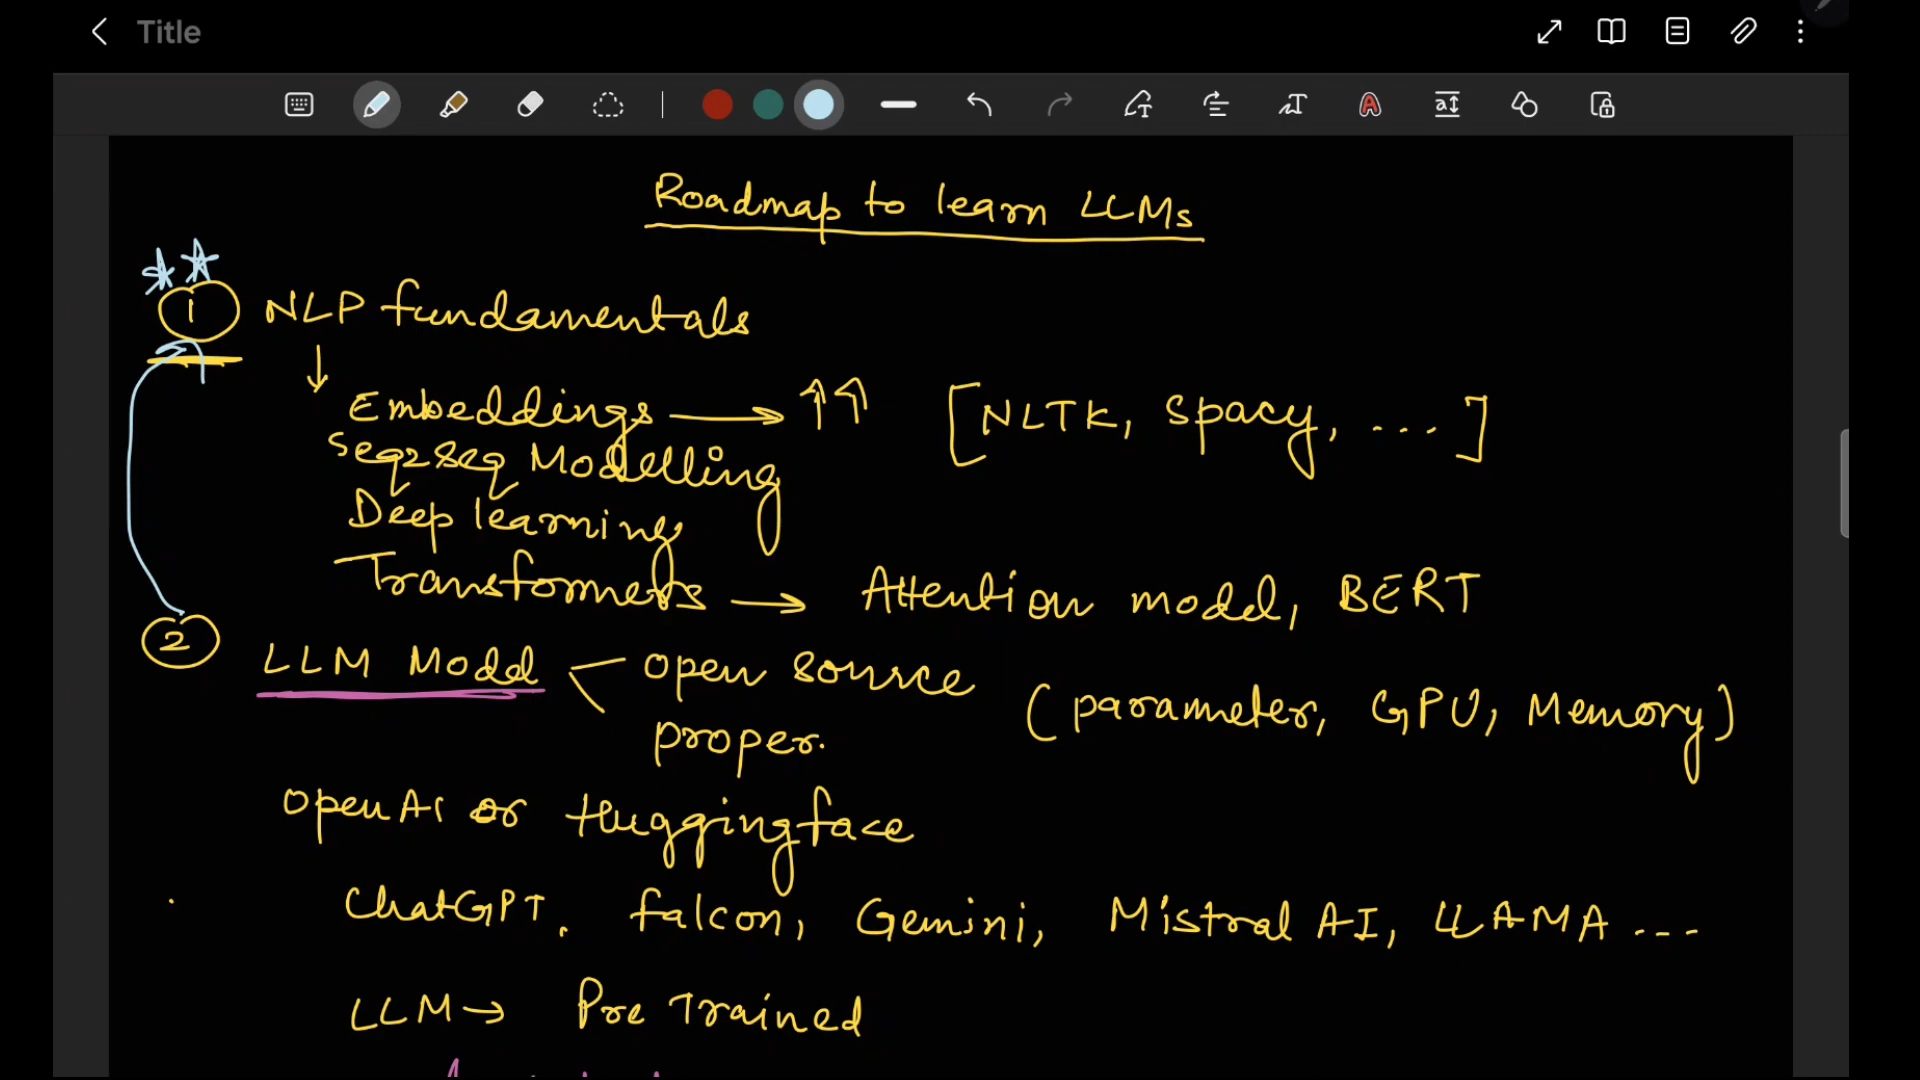 Title
Roadmap to learn LLMs
1 NLP fundamentals
↓
Embeddings → ⇑⇑ [NLTK, Spacy, ...]
Seq2Seq Modelling
Deep learning
Transformers → Attention model, BERT
2 LLM Model < open source
proper. (parameter, GPU, Memory)
OpenAI or Huggingface
ChatGPT. falcon, Gemini, Mistral AI, LLAMA ...
LLM → Pre Trained